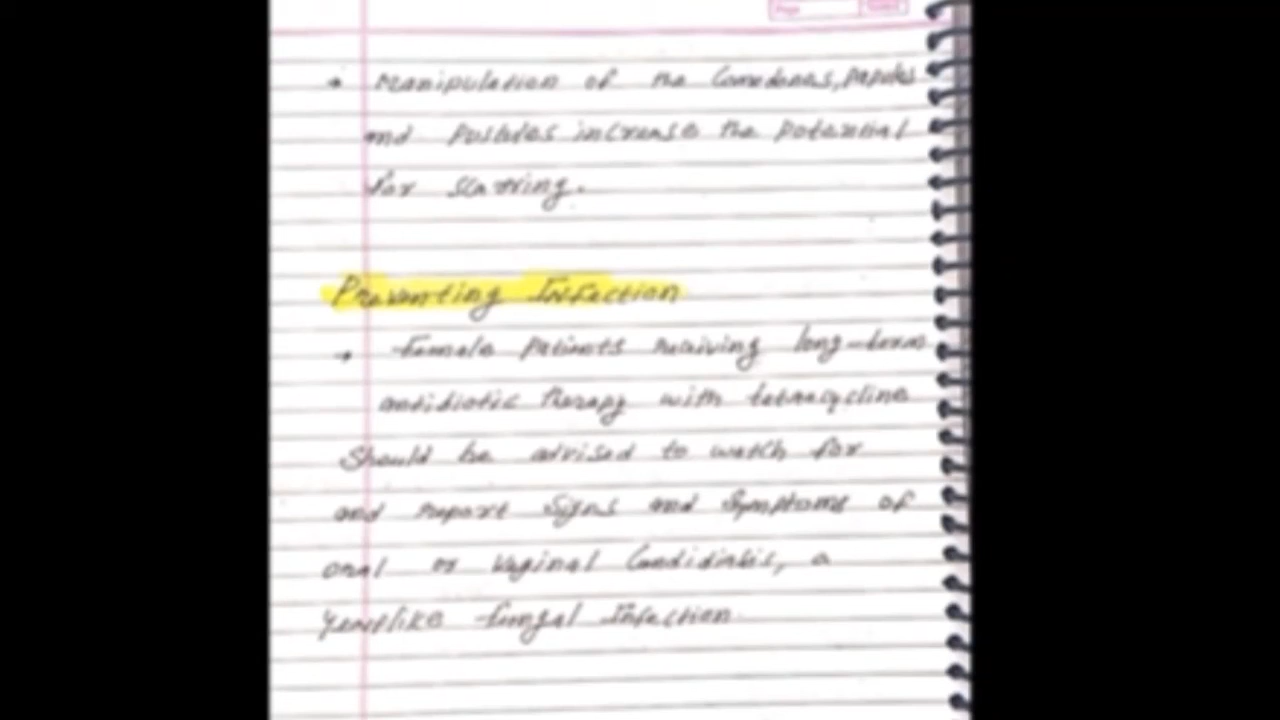 Page
→ Manipulation of the Comedones, papules
and Pustules increase the Potential
for scarring.
Preventing Infection
→ Female Patients receiving long-term
antibiotic therapy with tetracycline
Should be advised to watch for
and report Signs and Symptoms of
oral or Vaginal Candidiasis, a
yeastlike fungal Infection